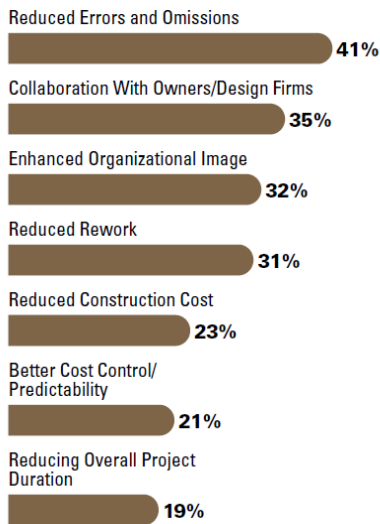 Reduced Errors and Omissions
41%
Collaboration With Owners/Design Firms
35%
Enhanced Organizational Image
32%
Reduced Rework
31%
Reduced Construction Cost
23%
Better Cost Control/
Predictability
21%
Reducing Overall Project
Duration
19%